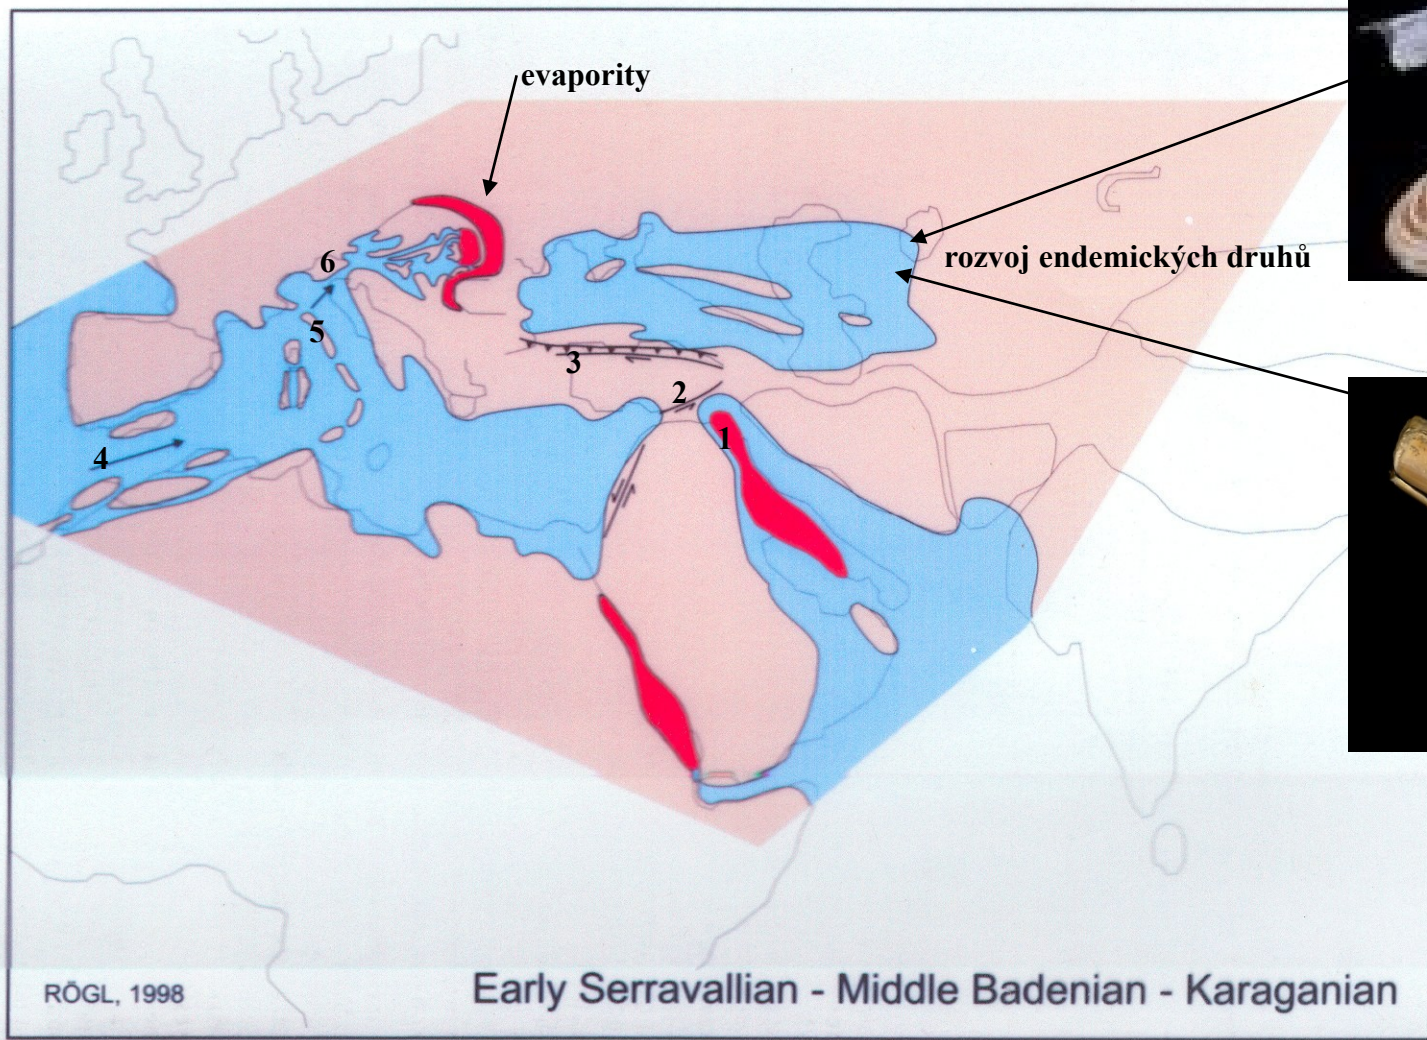 evapority
rozvoj endemických druhů
6
5
3
2
1
4
RÖGL, 1998
Early Serravallian - Middle Badenian - Karaganian